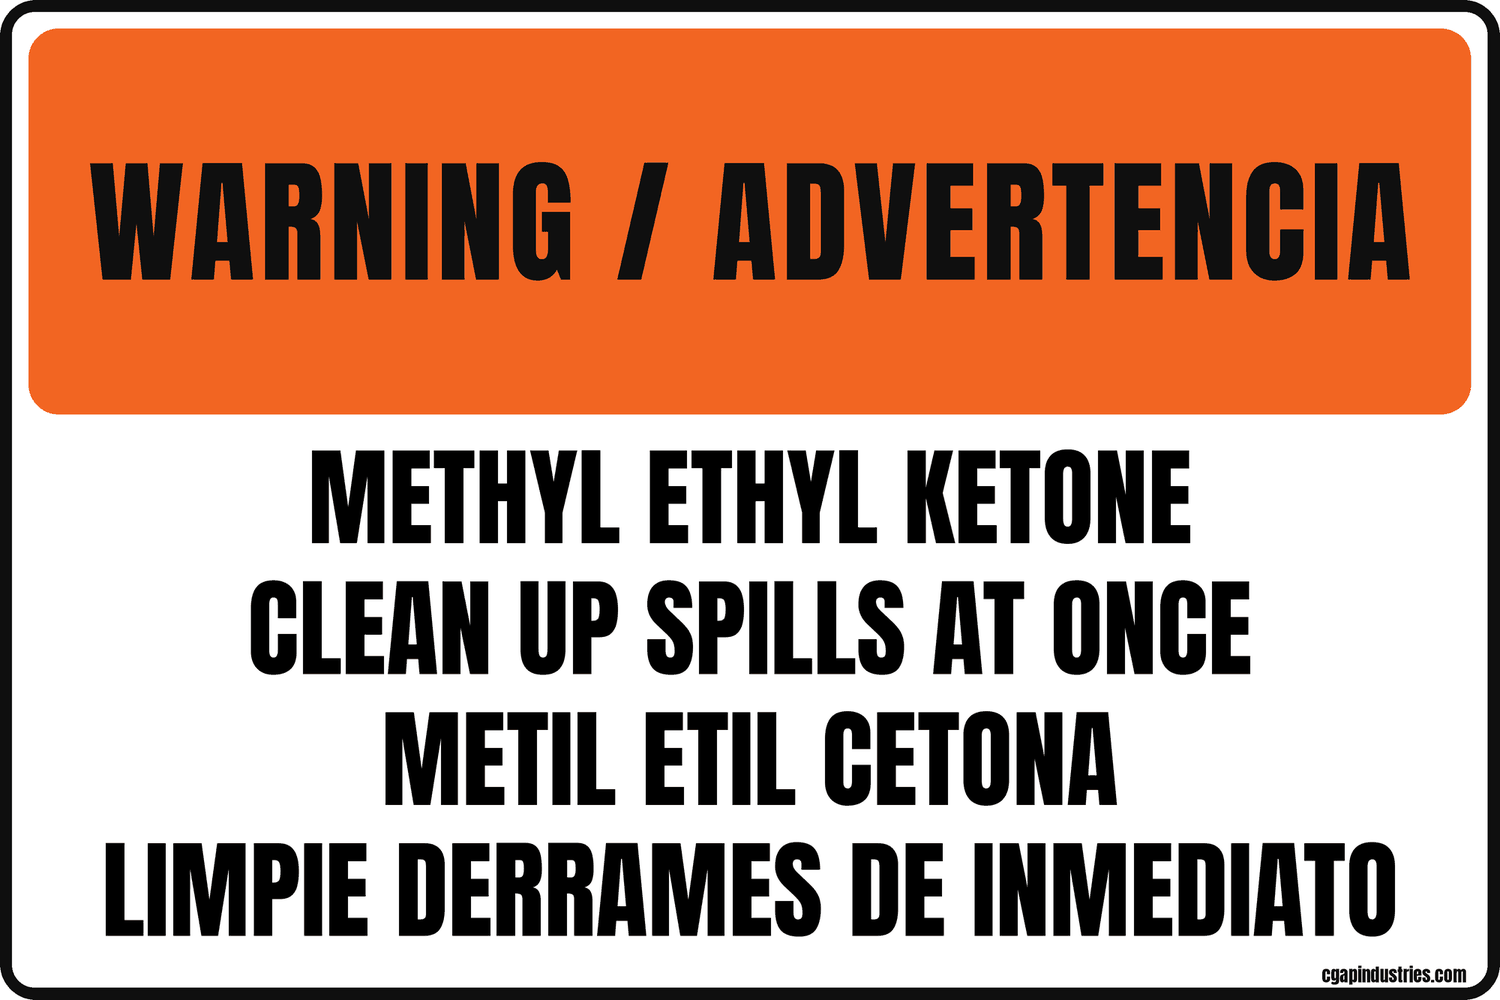 WARNING / ADVERTENCIA
METHYL ETHYL KETONE
CLEAN UP SPILLS AT ONCE
METIL ETIL CETONA
LIMPIE DERRAMES DE INMEDIATO
cgapindustries.com